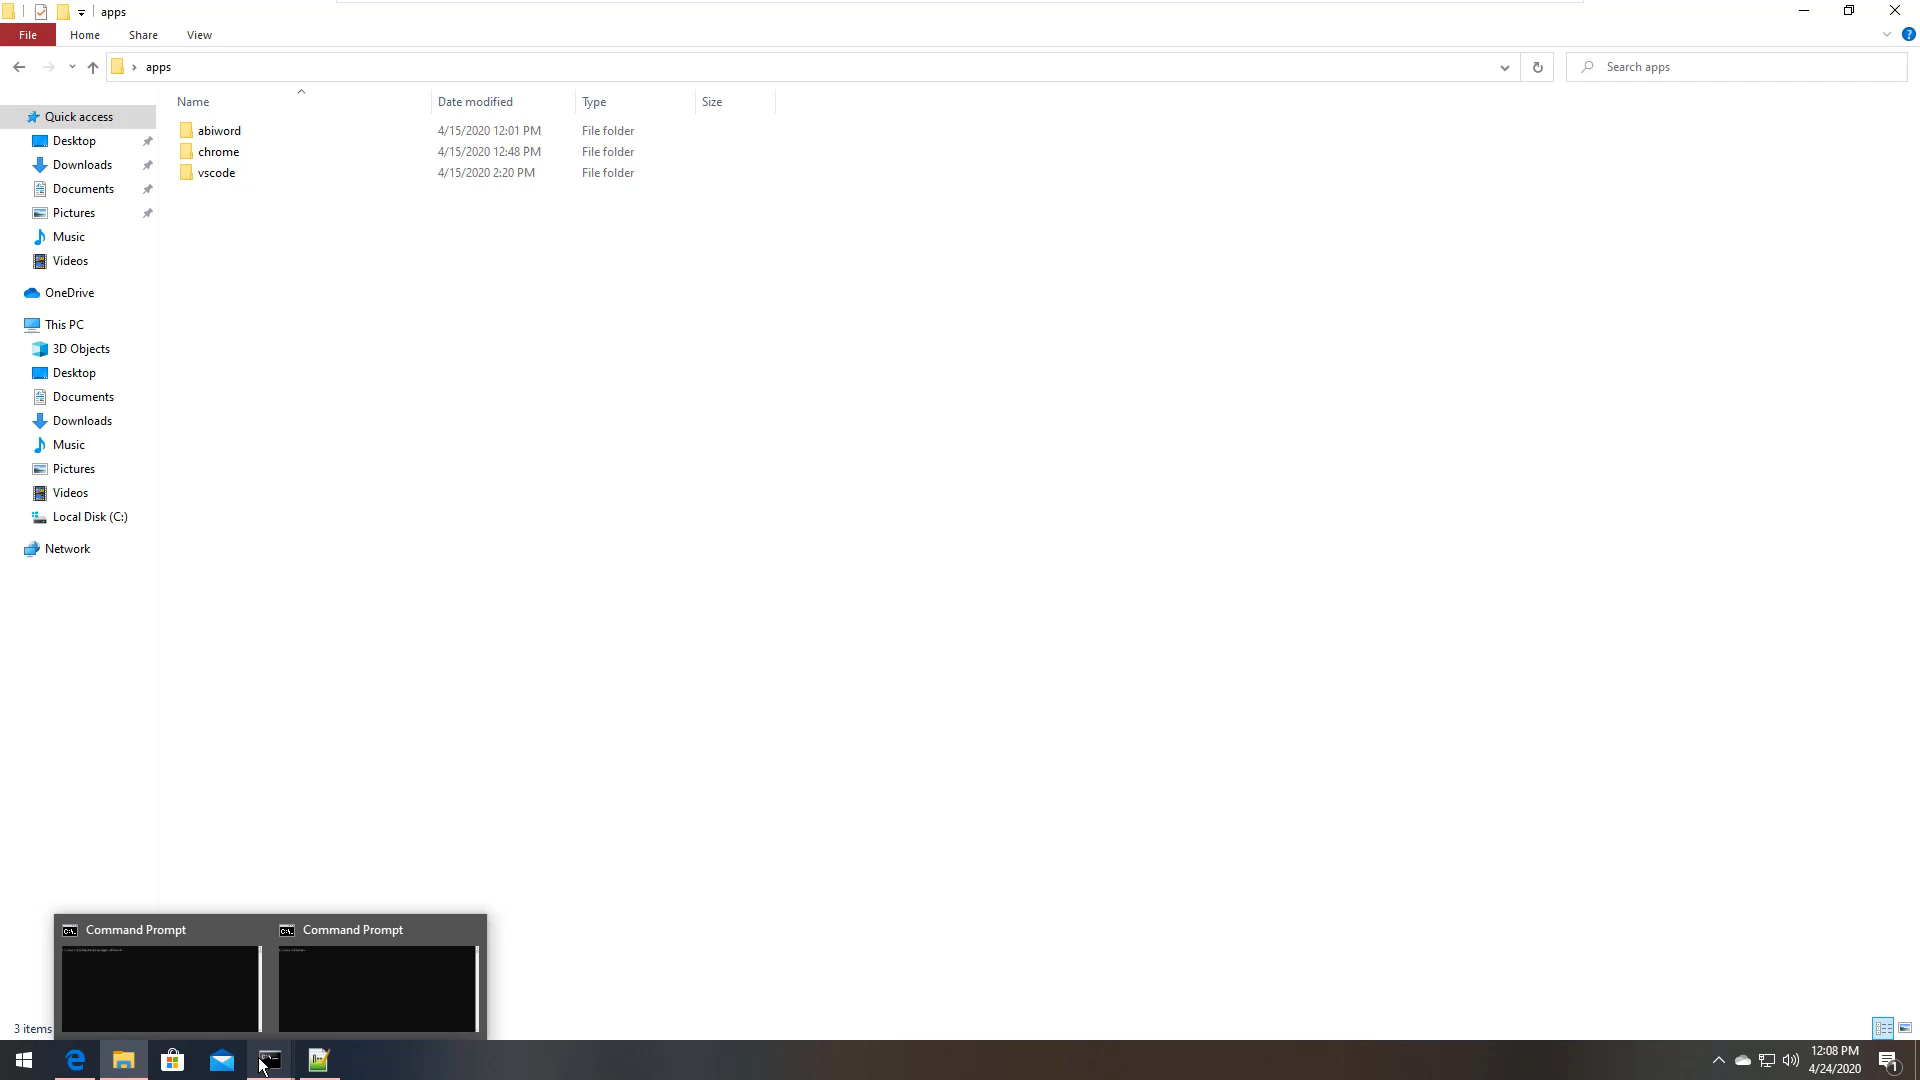 apps
File Home Share View
apps
Search apps
Name Date modified Type Size
abiword 4/15/2020 12:01 PM File folder
chrome 4/15/2020 12:48 PM File folder
vscode 4/15/2020 2:20 PM File folder
Quick access
Desktop
Downloads
Documents
Pictures
Music
Videos
OneDrive
This PC
3D Objects
Desktop
Documents
Downloads
Music
Pictures
Videos
Local Disk (C:)
Network
Command Prompt Command Prompt
3 items
12:08 PM
4/24/2020
1